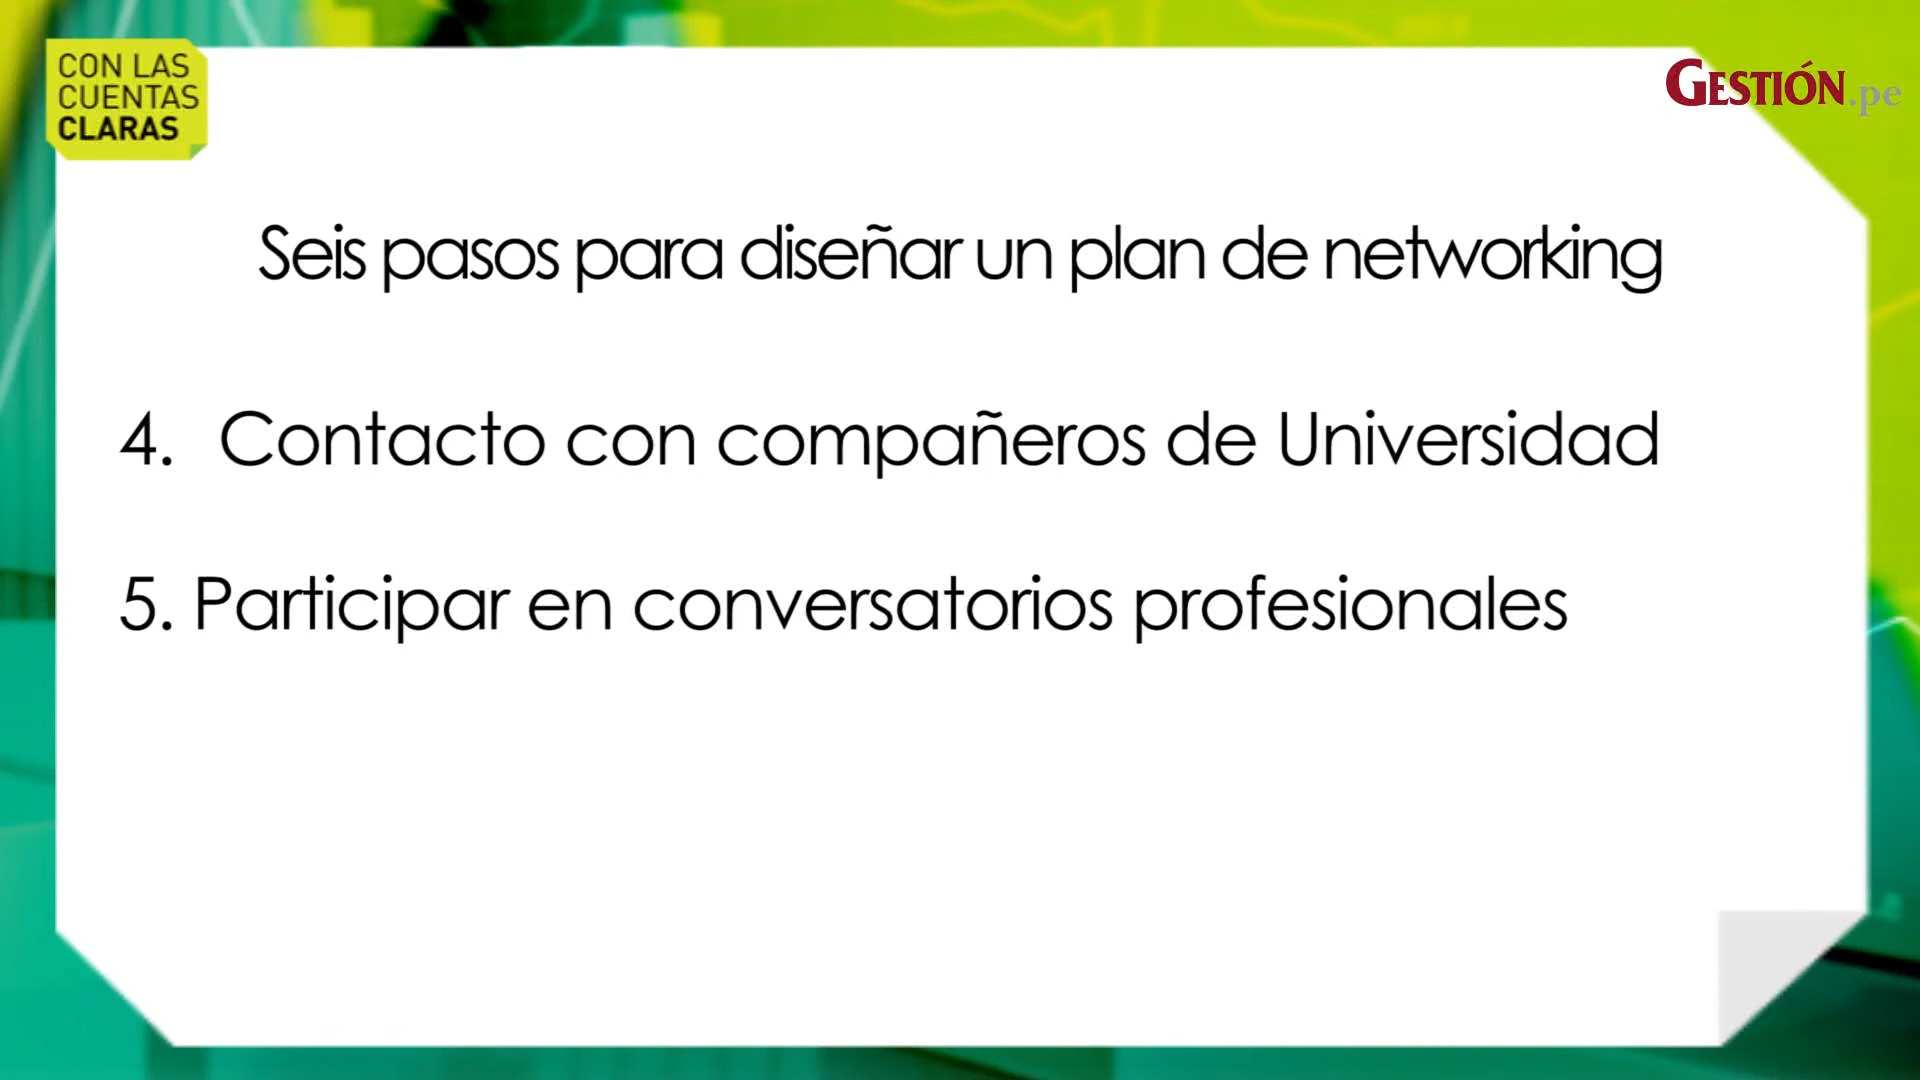 CON LAS
CUENTAS
CLARAS
GESTIÓN.pe
Seis pasos para diseñar un plan de networking
4. Contacto con compañeros de Universidad
5. Participar en conversatorios profesionales